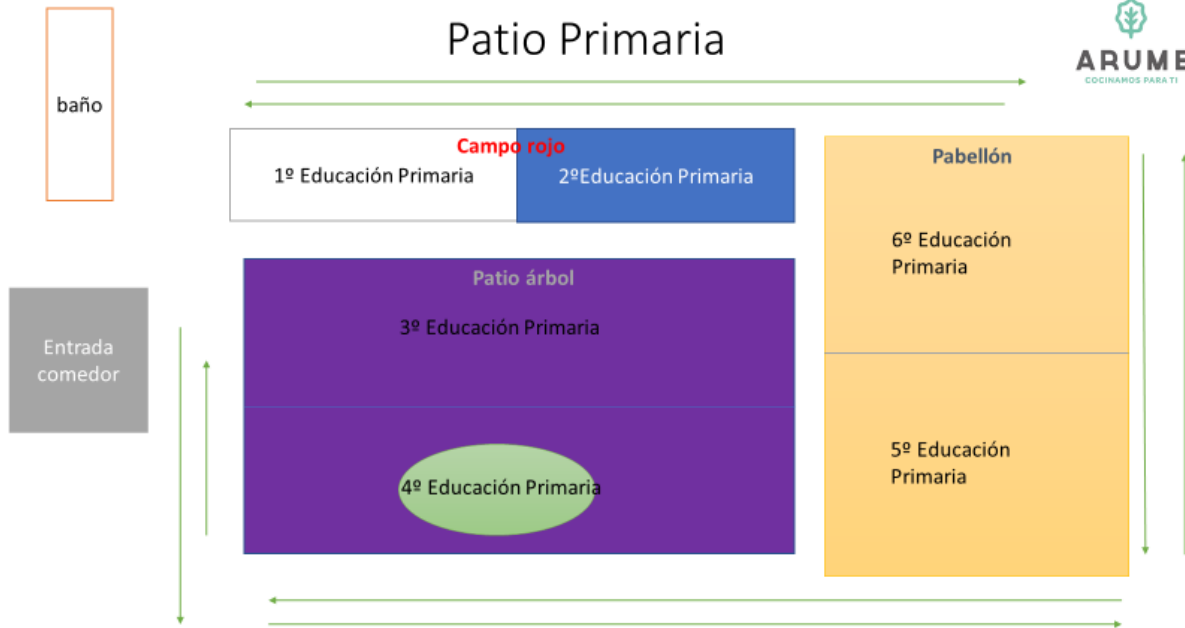 Patio Primaria
ARUME
COCINAMOS PARA TI
baño
Campo rojo
1º Educación Primaria
2ºEducación Primaria
Pabellón
6º Educación
Primaria
Patio árbol
3º Educación Primaria
Entrada
comedor
4º Educación Primaria
5º Educación
Primaria